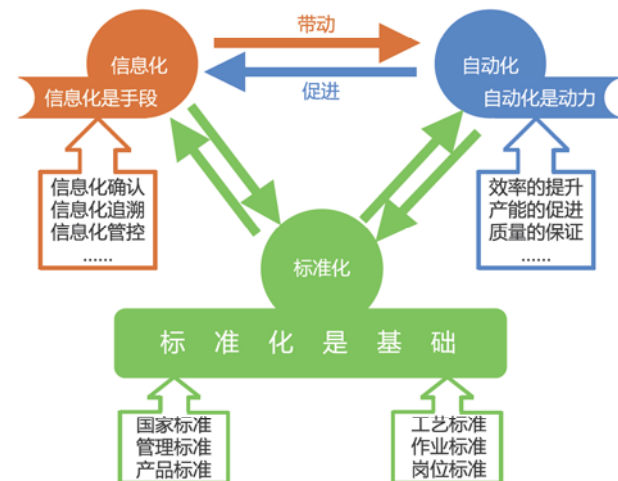 带动
信息化
自动化
促进
信息化是手段
自动化是动力
信息化确认
信息化追溯
信息化管控
......
效率的提升
产能的促进
质量的保证
......
标准化
标准化是基础
国家标准
管理标准
产品标准
工艺标准
作业标准
岗位标准